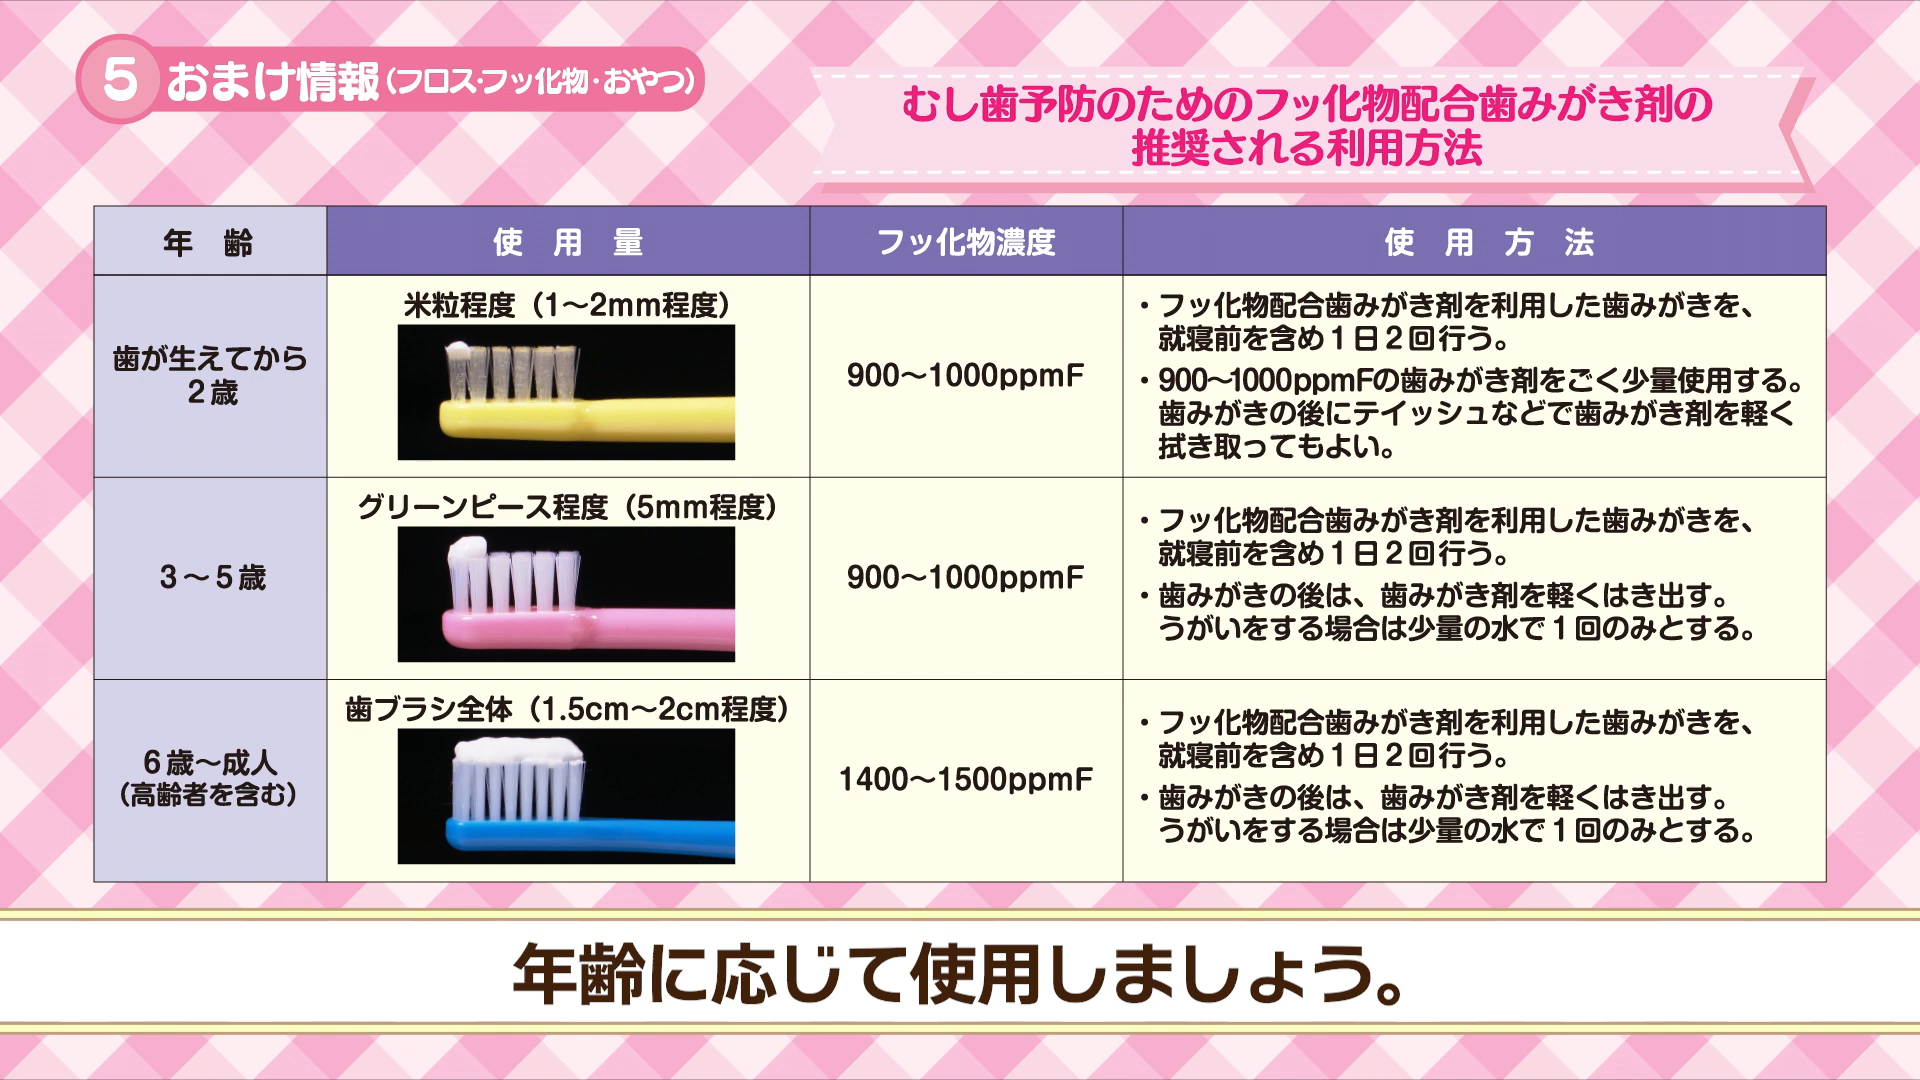 5 おまけ情報(フロス・フッ化物・おやつ)
むし歯予防のためのフッ化物配合歯みがき剤の
推奨される利用方法
年 齢 使 用 量 フッ化物濃度 使 用 方 法
歯が生えてから
2歳
米粒程度（1〜2mm程度）
900〜1000ppmF
・フッ化物配合歯みがき剤を利用した歯みがきを、
就寝前を含め1日2回行う。
・900〜1000ppmFの歯みがき剤をごく少量使用する。
歯みがきの後にテイッシュなどで歯みがき剤を軽く
拭き取ってもよい。
3〜5歳
グリーンピース程度（5mm程度）
900〜1000ppmF
・フッ化物配合歯みがき剤を利用した歯みがきを、
就寝前を含め1日2回行う。
・歯みがきの後は、歯みがき剤を軽くはき出す。
うがいをする場合は少量の水で1回のみとする。
6歳〜成人
（高齢者を含む）
歯ブラシ全体（1.5cm〜2cm程度）
1400〜1500ppmF
・フッ化物配合歯みがき剤を利用した歯みがきを、
就寝前を含め1日2回行う。
・歯みがきの後は、歯みがき剤を軽くはき出す。
うがいをする場合は少量の水で1回のみとする。
年齢に応じて使用しましょう。